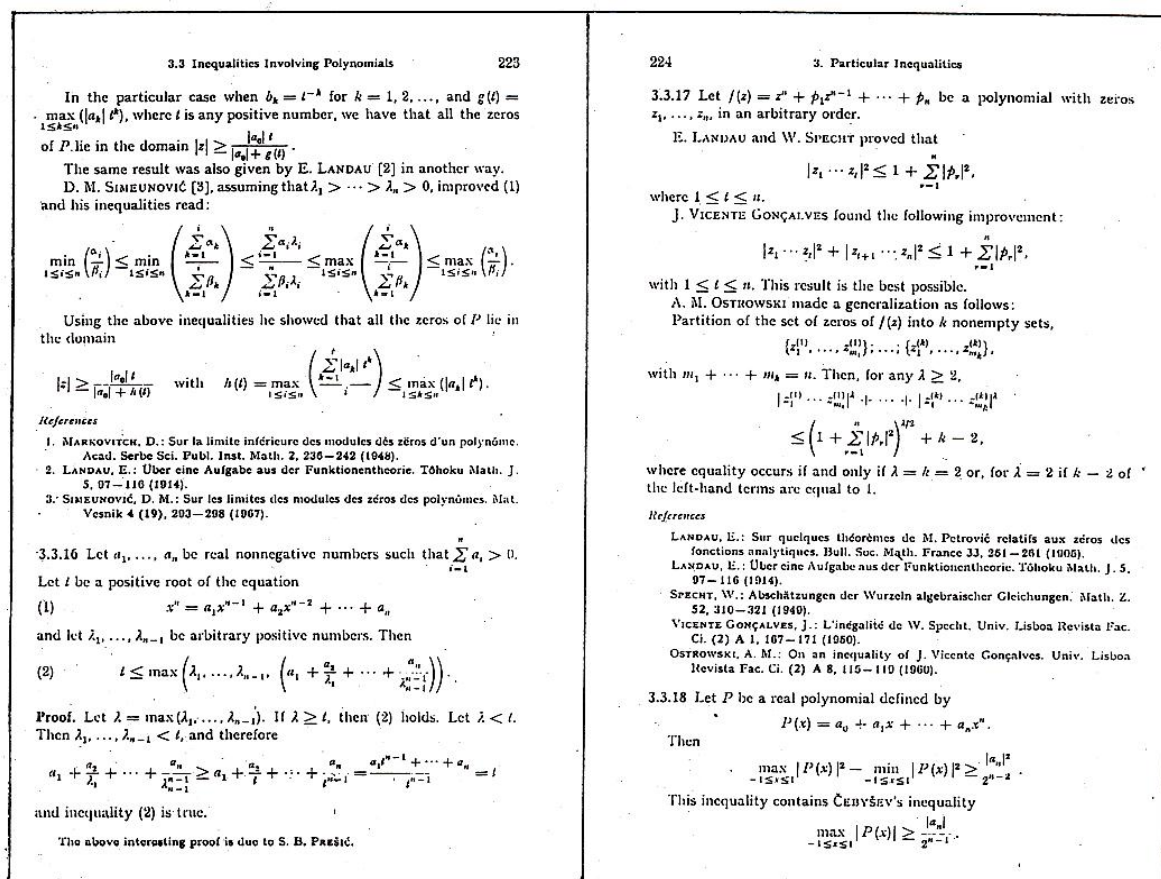 3.3 Inequalities Involving Polynomials 223
In the particular case when b_k = t^{-k} for k = 1, 2, ..., and g(t) =
max_{1≤k≤n} (|a_k| t^k), where t is any positive number, we have that all the zeros
of P lie in the domain |z| ≥ |a_0| t / (|a_0| + g(t)).
The same result was also given by E. LANDAU [2] in another way.
D. M. SIMEUNOVIĆ [3], assuming that λ_1 > ··· > λ_n > 0, improved (1)
and his inequalities read:
min_{1≤i≤n} (α_i/β_i) ≤ min_{1≤i≤n} (∑_{k=1}^{i} α_k / ∑_{k=1}^{i} β_k) ≤ ∑_{i=1}^{n} α_i λ_i / ∑_{i=1}^{n} β_i λ_i ≤ max_{1≤i≤n} (∑_{k=1}^{i} α_k / ∑_{k=1}^{i} β_k) ≤ max_{1≤i≤n} (α_i/β_i).
Using the above inequalities he showed that all the zeros of P lie in
the domain
|z| ≥ |a_0| t / (|a_0| + h(t)) with h(t) = max_{1≤i≤n} (∑_{k=1}^{i} |a_k| t^k / i) ≤ max_{1≤k≤n} (|a_k| t^k).
References
1. MARKOVITCH, D.: Sur la limite inférieure des modules des zéros d'un polynôme.
Acad. Serbe Sci. Publ. Inst. Math. 2, 236–242 (1948).
2. LANDAU, E.: Über eine Aufgabe aus der Funktionentheorie. Tôhoku Math. J.
5, 97–116 (1914).
3. SIMEUNOVIĆ, D. M.: Sur les limites des modules des zéros des polynômes. Mat.
Vesnik 4 (19), 293–298 (1967).
3.3.16 Let a_1, ..., a_n be real nonnegative numbers such that ∑_{i=1}^{n} a_i > 0.
Let t be a positive root of the equation
(1) x^n = a_1x^{n-1} + a_2x^{n-2} + ··· + a_n
and let λ_1, ..., λ_{n-1} be arbitrary positive numbers. Then
(2) t ≤ max (λ_1, ..., λ_{n-1}, (a_1 + a_2/λ_1 + ··· + a_n/λ_{n-1}^{n-1})).
Proof. Let λ = max (λ_1, ..., λ_{n-1}). If λ ≥ t, then (2) holds. Let λ < t.
Then λ_1, ..., λ_{n-1} < t, and therefore
a_1 + a_2/λ_1 + ··· + a_n/λ_{n-1}^{n-1} ≥ a_1 + a_2/t + ··· + a_n/t^{n-1} = (a_1t^{n-1} + ··· + a_n)/t^{n-1} = t
and inequality (2) is true.
The above interesting proof is due to S. B. PREŠIĆ.
224 3. Particular Inequalities
3.3.17 Let f(z) = z^n + p_1z^{n-1} + ··· + p_n be a polynomial with zeros
z_1, ..., z_n, in an arbitrary order.
E. LANDAU and W. SPECHT proved that
|z_1 ··· z_t|^2 ≤ 1 + ∑_{r=1}^{n} |p_r|^2,
where 1 ≤ t ≤ n.
J. VICENTE GONÇALVES found the following improvement:
|z_1 ··· z_t|^2 + |z_{t+1} ··· z_n|^2 ≤ 1 + ∑_{r=1}^{n} |p_r|^2,
with 1 ≤ t ≤ n. This result is the best possible.
A. M. OSTROWSKI made a generalization as follows:
Partition of the set of zeros of f(z) into k nonempty sets,
{z_1^{(1)}, ..., z_{m_1}^{(1)}}; ...; {z_1^{(k)}, ..., z_{m_k}^{(k)}},
with m_1 + ··· + m_k = n. Then, for any λ ≥ 2,
|z_1^{(1)} ··· z_{m_1}^{(1)}|^λ + ··· + |z_1^{(k)} ··· z_{m_k}^{(k)}|^λ
≤ (1 + ∑_{r=1}^{n} |p_r|^2)^{λ/2} + k − 2,
where equality occurs if and only if λ = k = 2 or, for λ = 2 if k − 2 of
the left-hand terms are equal to 1.
References
LANDAU, E.: Sur quelques théorèmes de M. Petrović relatifs aux zéros des
fonctions analytiques. Bull. Soc. Math. France 33, 251–261 (1905).
LANDAU, E.: Über eine Aufgabe aus der Funktionentheorie. Tôhoku Math. J. 5,
97–116 (1914).
SPECHT, W.: Abschätzungen der Wurzeln algebraischer Gleichungen. Math. Z.
52, 310–321 (1949).
VICENTE GONÇALVES, J.: L'inégalité de W. Specht. Univ. Lisboa Revista Fac.
Ci. (2) A 1, 167–171 (1950).
OSTROWSKI, A. M.: On an inequality of J. Vicente Gonçalves. Univ. Lisboa
Revista Fac. Ci. (2) A 8, 115–119 (1960).
3.3.18 Let P be a real polynomial defined by
P(x) = a_0 + a_1x + ··· + a_nx^n.
Then
max_{-1≤x≤1} |P(x)|^2 − min_{-1≤x≤1} |P(x)|^2 ≥ |a_n|^2 / 2^{n-2}.
This inequality contains ČEBYŠEV's inequality
max_{-1≤x≤1} |P(x)| ≥ |a_n| / 2^{n-1}.